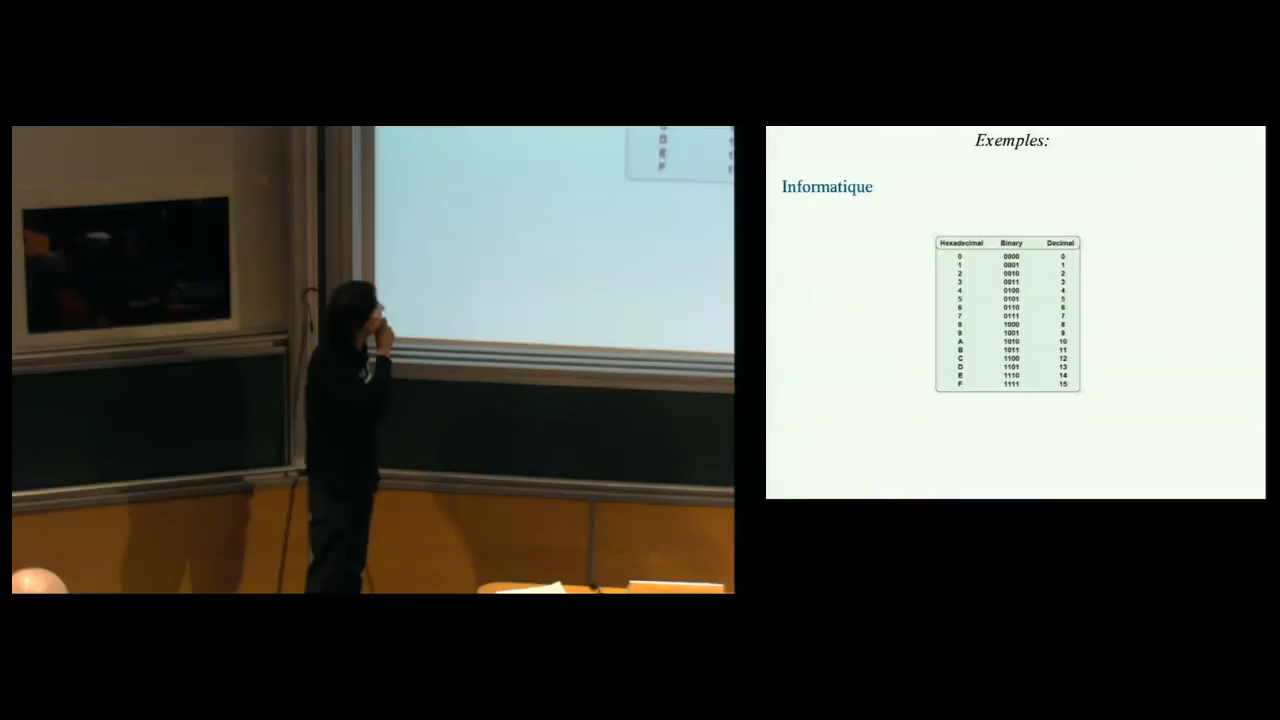 D
E
F
Exemples:
Informatique
Hexadecimal Binary Decimal
0 0000 0
1 0001 1
2 0010 2
3 0011 3
4 0100 4
5 0101 5
6 0110 6
7 0111 7
8 1000 8
9 1001 9
A 1010 10
B 1011 11
C 1100 12
D 1101 13
E 1110 14
F 1111 15